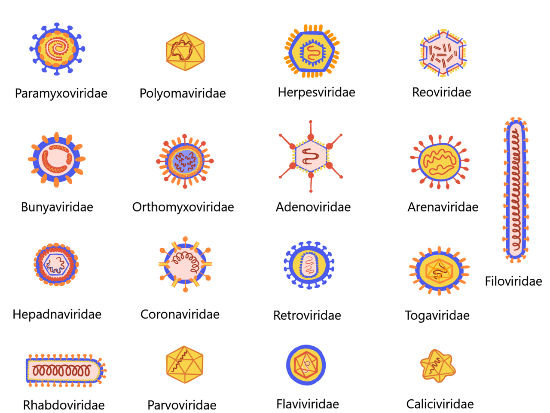 Paramyxoviridae
Polyomaviridae
Herpesviridae
Reoviridae
Bunyaviridae
Orthomyxoviridae
Adenoviridae
Arenaviridae
Filoviridae
Hepadnaviridae
Coronaviridae
Retroviridae
Togaviridae
Rhabdoviridae
Parvoviridae
Flaviviridae
Caliciviridae